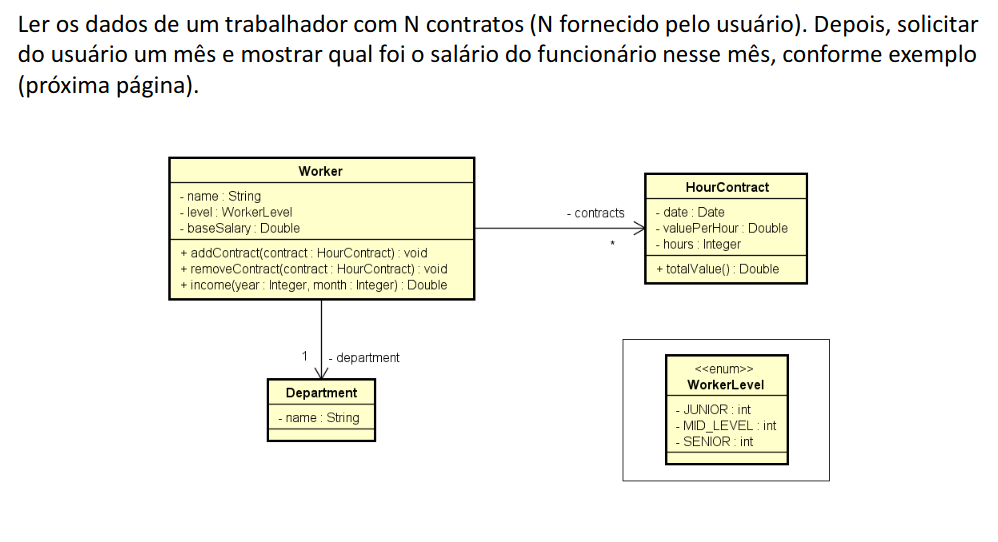 Ler os dados de um trabalhador com N contratos (N fornecido pelo usuário). Depois, solicitar
do usuário um mês e mostrar qual foi o salário do funcionário nesse mês, conforme exemplo
(próxima página).
Worker
- name : String
- level : WorkerLevel
- baseSalary : Double
+ addContract(contract : HourContract) : void
+ removeContract(contract : HourContract) : void
+ income(year : Integer, month : Integer) : Double
- contracts
*
HourContract
- date : Date
- valuePerHour : Double
- hours : Integer
+ totalValue() : Double
1
- department
Department
- name : String
<<enum>>
WorkerLevel
- JUNIOR : int
- MID_LEVEL : int
- SENIOR : int